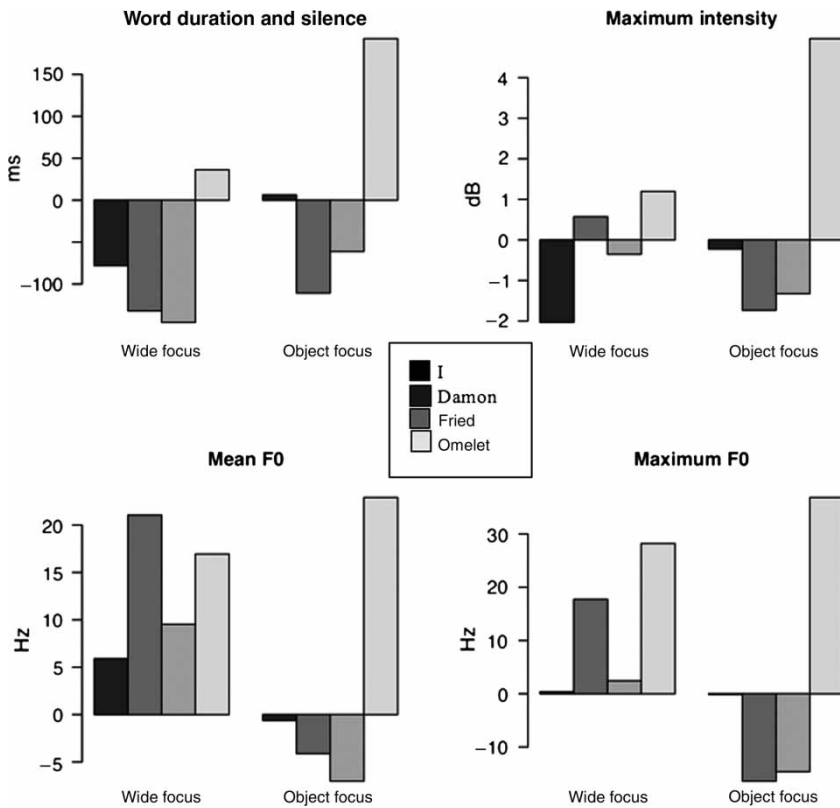 Word duration and silence
ms
150
100
50
0
−100
Wide focus
Object focus
Maximum intensity
dB
4
3
2
1
0
−1
−2
Wide focus
Object focus
I
Damon
Fried
Omelet
Mean F0
Hz
20
15
10
5
0
−5
Wide focus
Object focus
Maximum F0
Hz
30
20
10
0
−10
Wide focus
Object focus